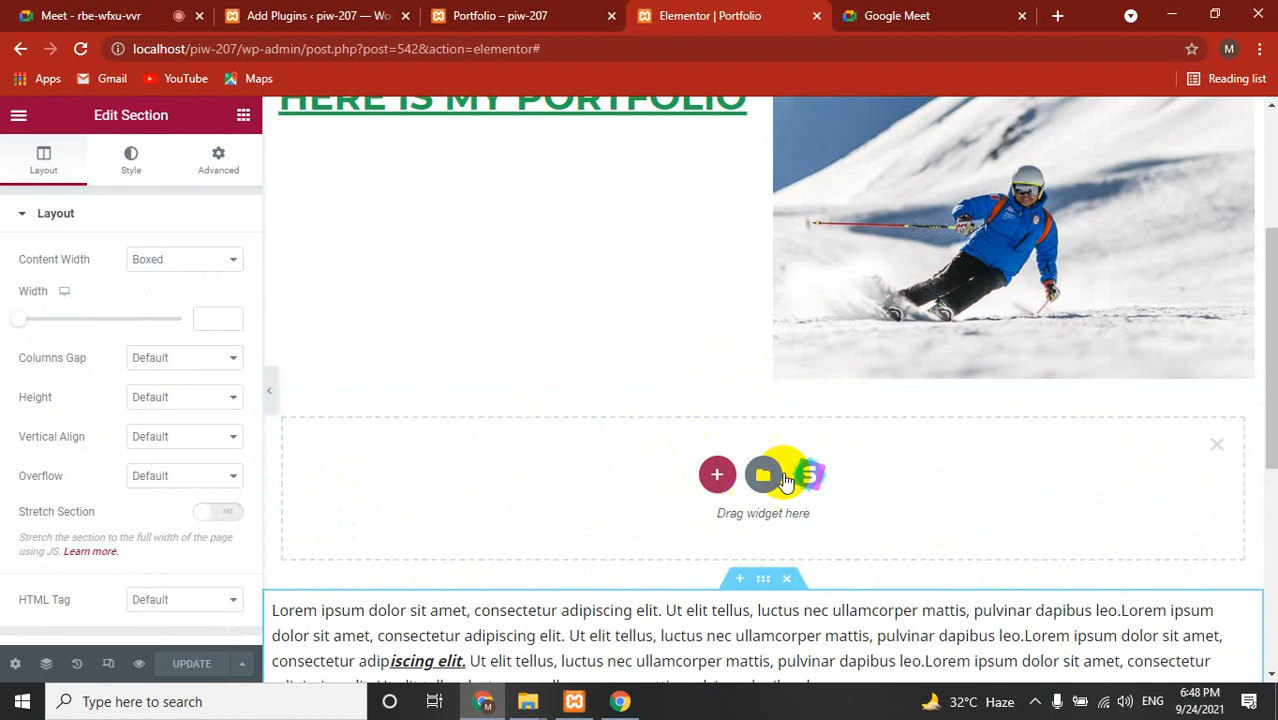 Meet - rbe-wfxu-vvr
Add Plugins ‹ piw-207 — Wo
Portfolio – piw-207
Elementor | Portfolio
Google Meet
localhost/piw-207/wp-admin/post.php?post=542&action=elementor#
M
Apps
Gmail
YouTube
Maps
Reading list
Edit Section
HERE IS MY PORTFOLIO
Layout
Style
Advanced
Layout
Content Width
Boxed
Width
Columns Gap
Default
Height
Default
Vertical Align
Default
Overflow
Default
Stretch Section
NO
Stretch the section to the full width of the page
using JS. Learn more.
HTML Tag
Default
UPDATE
Drag widget here
Lorem ipsum dolor sit amet, consectetur adipiscing elit. Ut elit tellus, luctus nec ullamcorper mattis, pulvinar dapibus leo.Lorem ipsum
dolor sit amet, consectetur adipiscing elit. Ut elit tellus, luctus nec ullamcorper mattis, pulvinar dapibus leo.Lorem ipsum dolor sit amet,
consectetur adipiscing elit. Ut elit tellus, luctus nec ullamcorper mattis, pulvinar dapibus leo.Lorem ipsum dolor sit amet, consectetur
Type here to search
32°C Haze
ENG
6:48 PM
9/24/2021